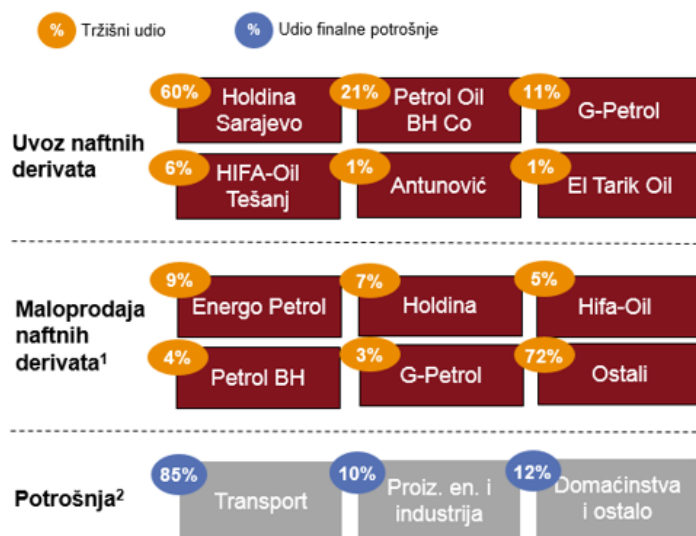 % Tržišni udio
% Udio finalne potrošnje
Uvoz naftnih
derivata
60%
Holdina
Sarajevo
21%
Petrol Oil
BH Co
11%
G-Petrol
6%
HIFA-Oil
Tešanj
1%
Antunović
1%
El Tarik Oil
Maloprodaja
naftnih
derivata¹
9%
Energo Petrol
7%
Holdina
5%
Hifa-Oil
4%
Petrol BH
3%
G-Petrol
72%
Ostali
Potrošnja²
85%
Transport
10%
Proiz. en. i
industrija
12%
Domaćinstva
i ostalo